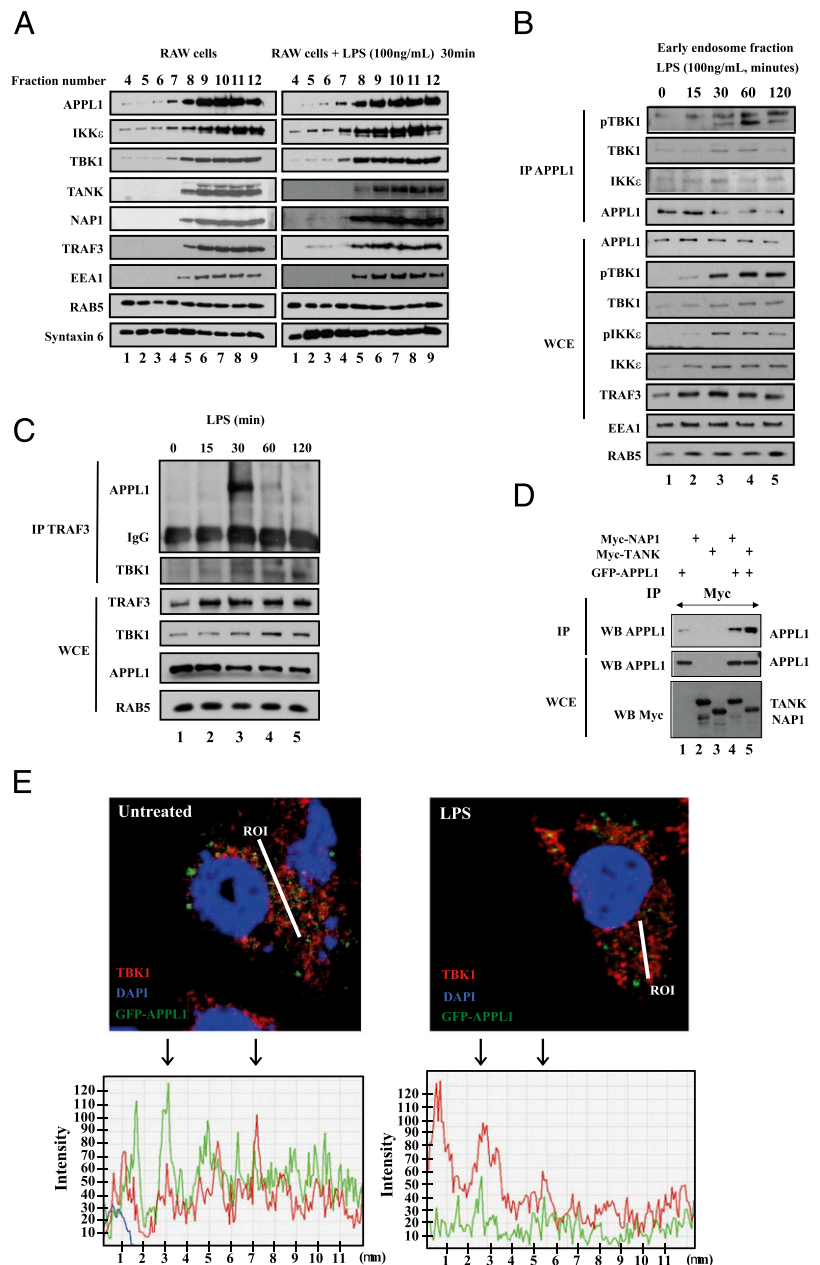 A
RAW cells
RAW cells + LPS (100ng/mL) 30min
Fraction number 4 5 6 7 8 9 10 11 12 4 5 6 7 8 9 10 11 12
APPL1
IKKε
TBK1
TANK
NAP1
TRAF3
EEA1
RAB5
Syntaxin 6
1 2 3 4 5 6 7 8 9 1 2 3 4 5 6 7 8 9
B
Early endosome fraction
LPS (100ng/mL, minutes)
0 15 30 60 120
IP APPL1
pTBK1
TBK1
IKKε
APPL1
WCE
APPL1
pTBK1
TBK1
pIKKε
IKKε
TRAF3
EEA1
RAB5
1 2 3 4 5
C
LPS (min)
0 15 30 60 120
IP TRAF3
APPL1
IgG
TBK1
WCE
TRAF3
TBK1
APPL1
RAB5
1 2 3 4 5
D
Myc-NAP1 + +
Myc-TANK + +
GFP-APPL1 + + +
IP Myc
IP WB APPL1 APPL1
WB APPL1 APPL1
WCE
WB Myc
TANK
NAP1
1 2 3 4 5
E
Untreated
ROI
TBK1
DAPI
GFP-APPL1
LPS
ROI
TBK1
DAPI
GFP-APPL1
Intensity
120
100
90
80
70
60
50
40
30
20
10
1 2 3 4 5 6 7 8 9 10 11 (mm)
Intensity
120
100
90
80
70
60
50
40
30
20
10
1 2 3 4 5 6 7 8 9 10 11 (mm)